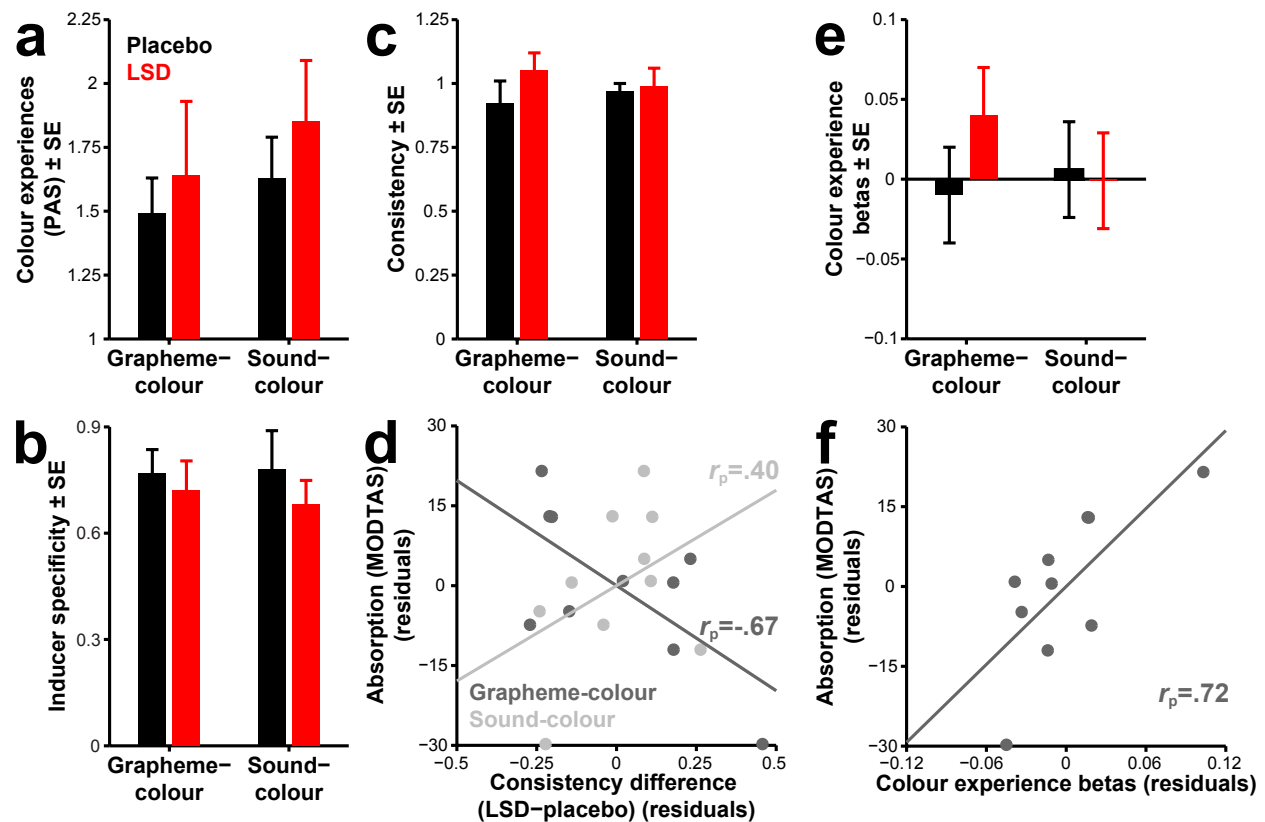 a
Placebo
LSD
Colour experiences
(PAS) ± SE
2.25
2
1.75
1.5
1.25
1
Grapheme−
colour
Sound−
colour
c
Consistency ± SE
1.25
1
0.75
0.5
0.25
0
Grapheme−
colour
Sound−
colour
e
Colour experience
betas ± SE
0.1
0.05
0
−0.05
−0.1
Grapheme−
colour
Sound−
colour
b
Inducer specificity ± SE
0.9
0.6
0.3
0
Grapheme−
colour
Sound−
colour
d
Absorption (MODTAS)
(residuals)
30
15
0
−15
−30
rp=.40
rp=-.67
Grapheme-colour
Sound-colour
−0.5
−0.25
0
0.25
0.5
Consistency difference
(LSD−placebo) (residuals)
f
Absorption (MODTAS)
(residuals)
30
15
0
−15
−30
rp=.72
−0.12
−0.06
0
0.06
0.12
Colour experience betas (residuals)